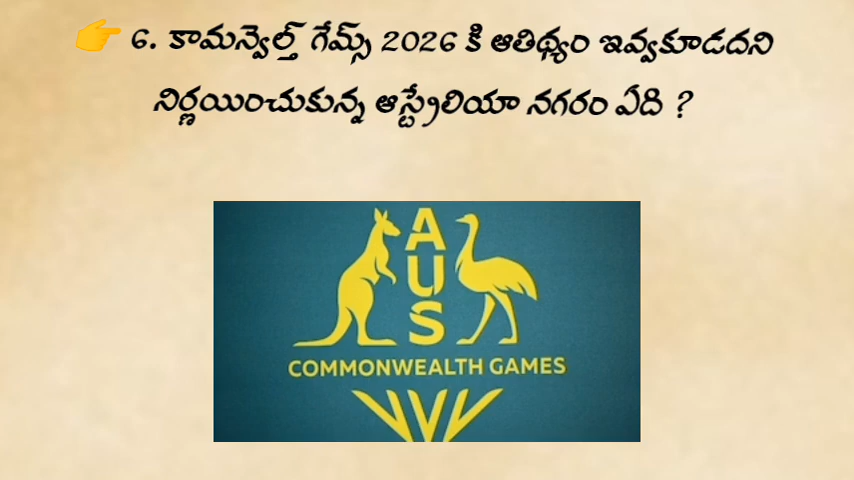 👉 6. కామన్వెల్త్ గేమ్స్ 2026 కి ఆతిథ్యం ఇవ్వకూడదని
నిర్ణయించుకున్న ఆస్ట్రేలియా నగరం ఏది ?
AUS
COMMONWEALTH GAMES